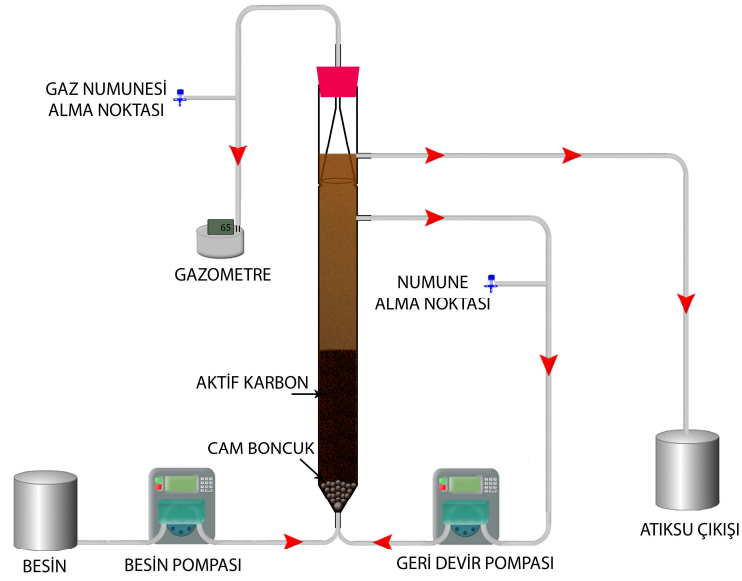 GAZ NUMUNESİ
ALMA NOKTASI
65
GAZOMETRE
NUMUNE
ALMA NOKTASI
AKTİF KARBON
CAM BONCUK
BESİN
BESİN POMPASI
GERİ DEVİR POMPASI
ATIKSU ÇIKIŞI